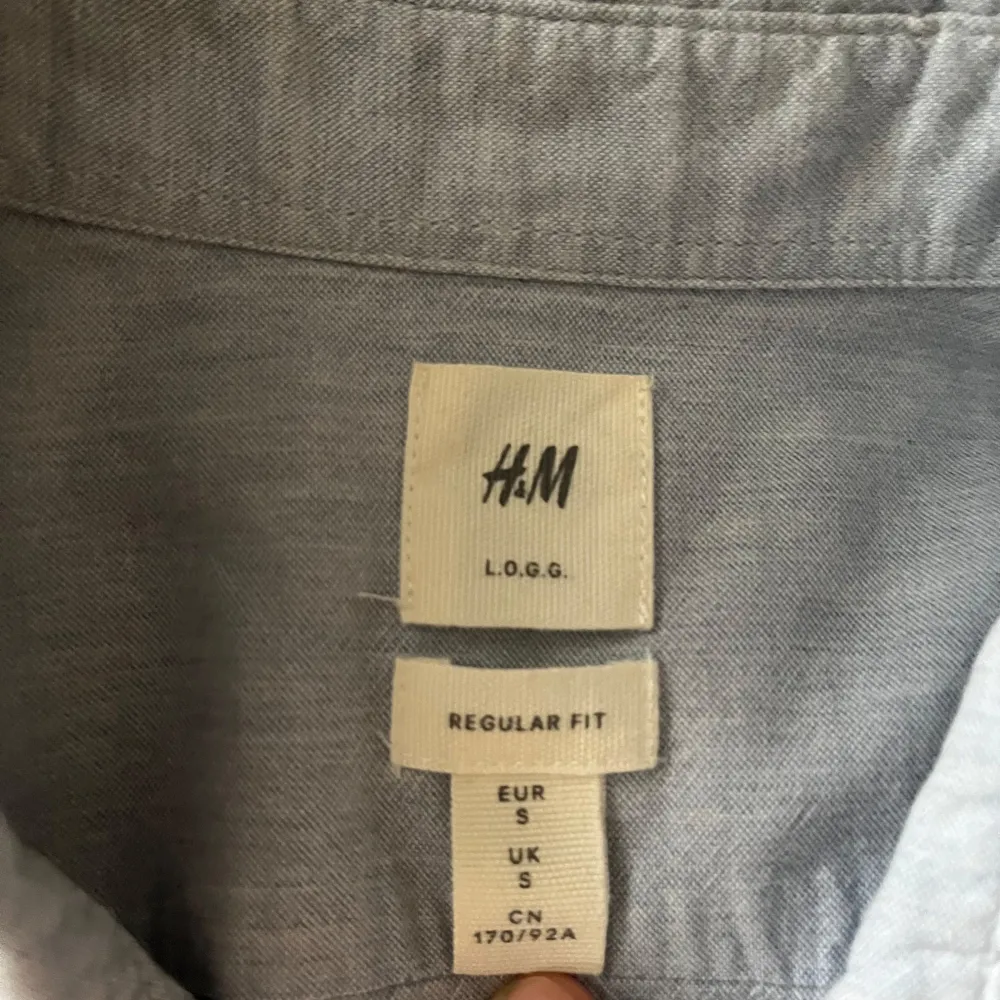 H&M
L.O.G.G.
REGULAR FIT
EUR
S
UK
S
CN
170/92A